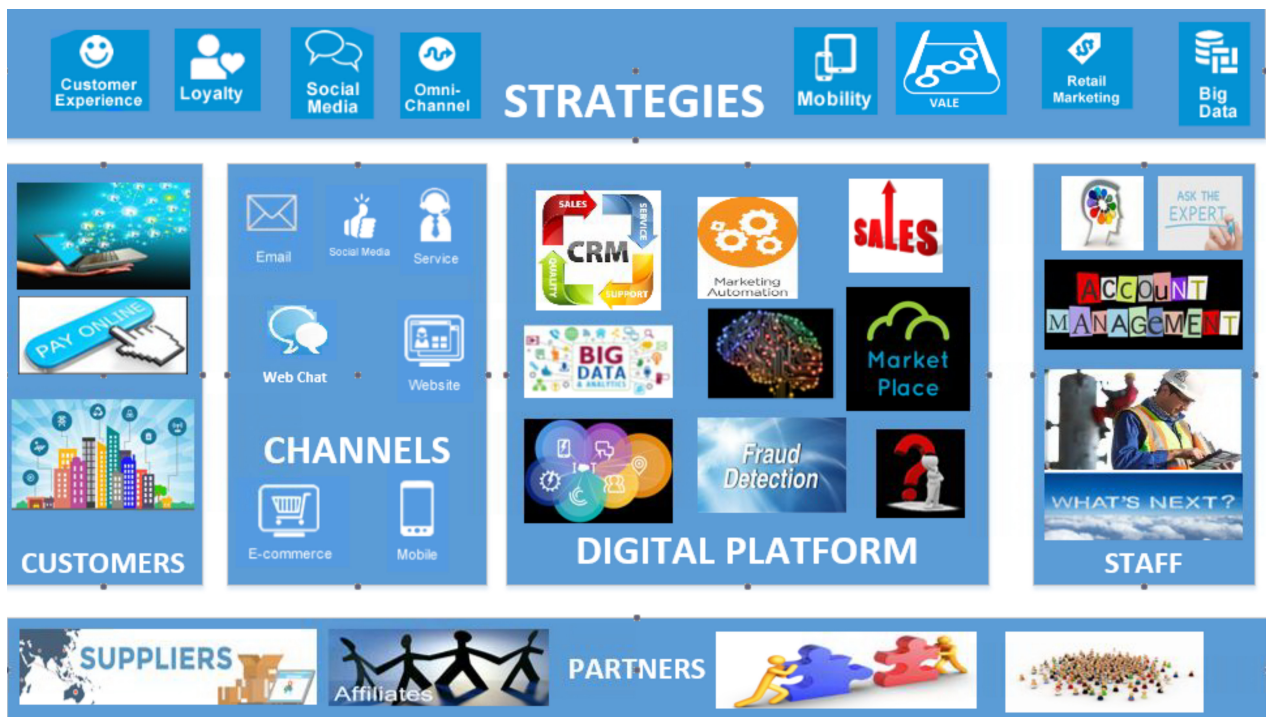 Customer
Experience
Loyalty
Social
Media
Omni-
Channel
STRATEGIES
Mobility
VALE
Retail
Marketing
Big
Data
PAY ONLINE
CUSTOMERS
Email
Social Media
Service
Web Chat
Website
CHANNELS
E-commerce
Mobile
SALES
SERVICE
CRM
QUALITY
SUPPORT
Marketing
Automation
SALES
BIG
DATA
& ANALYTICS
Market
Place
IoT
Fraud
Detection
DIGITAL PLATFORM
ASK THE
EXPERT
ACCOUNT
MANAGEMENT
WHAT'S NEXT?
STAFF
SUPPLIERS
Affiliates
PARTNERS